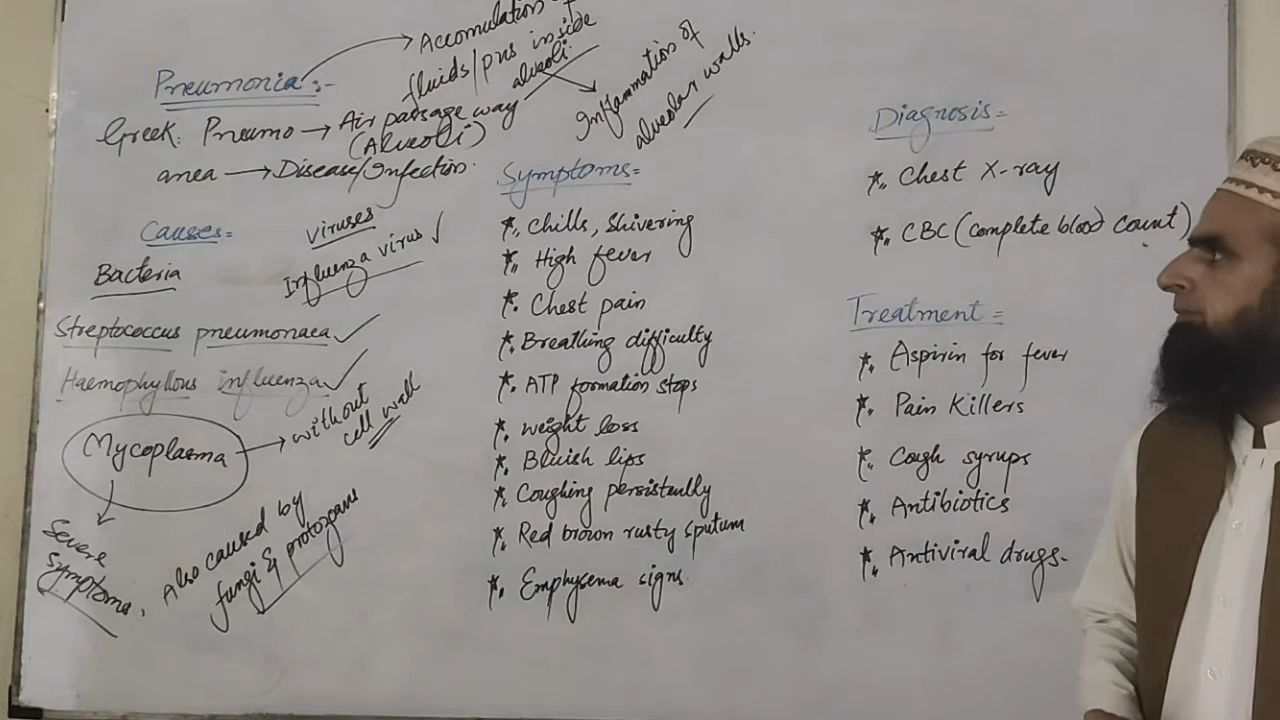 Pneumonia:-
Accomulation of
fluids/pus inside
alveoli.
Inflammation of
alveolar walls.
Greek: Pneumo → Air passage way
(Alveoli)
anea → Disease/Infection.
Causes=
Viruses
Influenza virus ✓
Bacteria
Streptococcus pneumonaea ✓
Haemophyllous influenza ✓
Mycoplasma → without
cell wall
Severe
symptoms,
Also caused by
fungi & protozoans
Symptoms=
*. Chills, Shivering
*. High fever
*. Chest pain
*. Breathing difficulty
*. ATP formation stops
*. weight loss
*. Bluish lips
*. Coughing persistently
*. Red brown rusty sputum
*. Emphysema signs.
Diagnosis=
*. Chest X-ray
*. CBC (complete blood count)
Treatment=
*. Aspirin for fever
*. Pain Killers
*. Cough syrups
*. Antibiotics
*. Antiviral drugs-